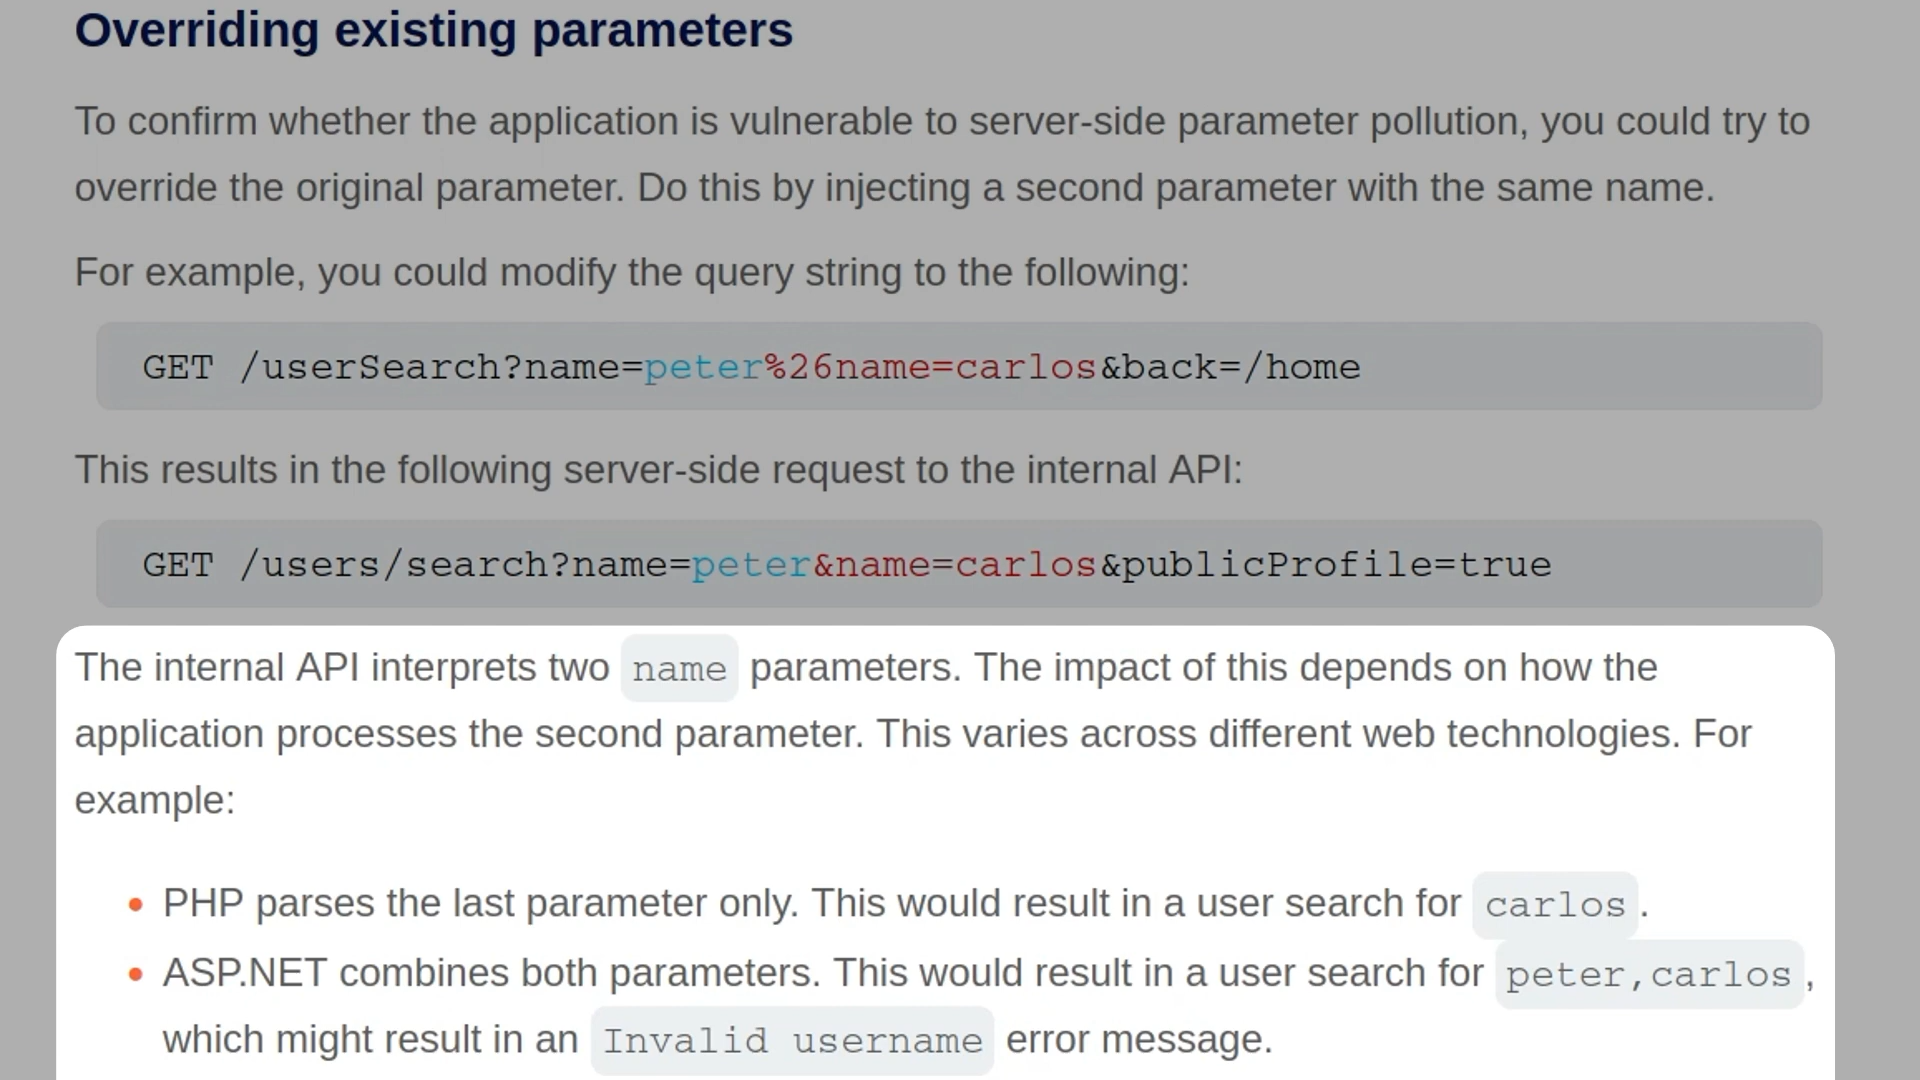 Overriding existing parameters
To confirm whether the application is vulnerable to server-side parameter pollution, you could try to
override the original parameter. Do this by injecting a second parameter with the same name.
For example, you could modify the query string to the following:
GET /userSearch?name=peter%26name=carlos&back=/home
This results in the following server-side request to the internal API:
GET /users/search?name=peter&name=carlos&publicProfile=true
The internal API interprets two name parameters. The impact of this depends on how the
application processes the second parameter. This varies across different web technologies. For
example:
• PHP parses the last parameter only. This would result in a user search for carlos.
• ASP.NET combines both parameters. This would result in a user search for peter,carlos,
which might result in an Invalid username error message.